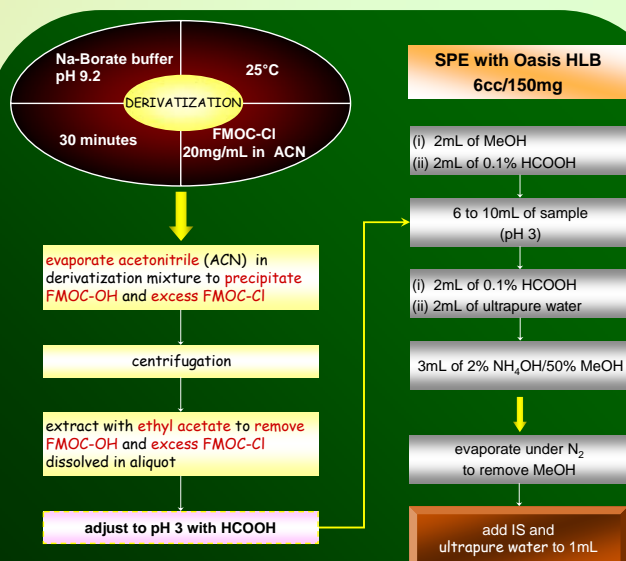 Na-Borate buffer
pH 9.2
25°C
DERIVATIZATION
30 minutes
FMOC-Cl
20mg/mL in ACN
evaporate acetonitrile (ACN) in
derivatization mixture to precipitate
FMOC-OH and excess FMOC-Cl
centrifugation
extract with ethyl acetate to remove
FMOC-OH and excess FMOC-Cl
dissolved in aliquot
adjust to pH 3 with HCOOH
SPE with Oasis HLB
6cc/150mg
(i) 2mL of MeOH
(ii) 2mL of 0.1% HCOOH
6 to 10mL of sample
(pH 3)
(i) 2mL of 0.1% HCOOH
(ii) 2mL of ultrapure water
3mL of 2% NH₄OH/50% MeOH
evaporate under N₂
to remove MeOH
add IS and
ultrapure water to 1mL